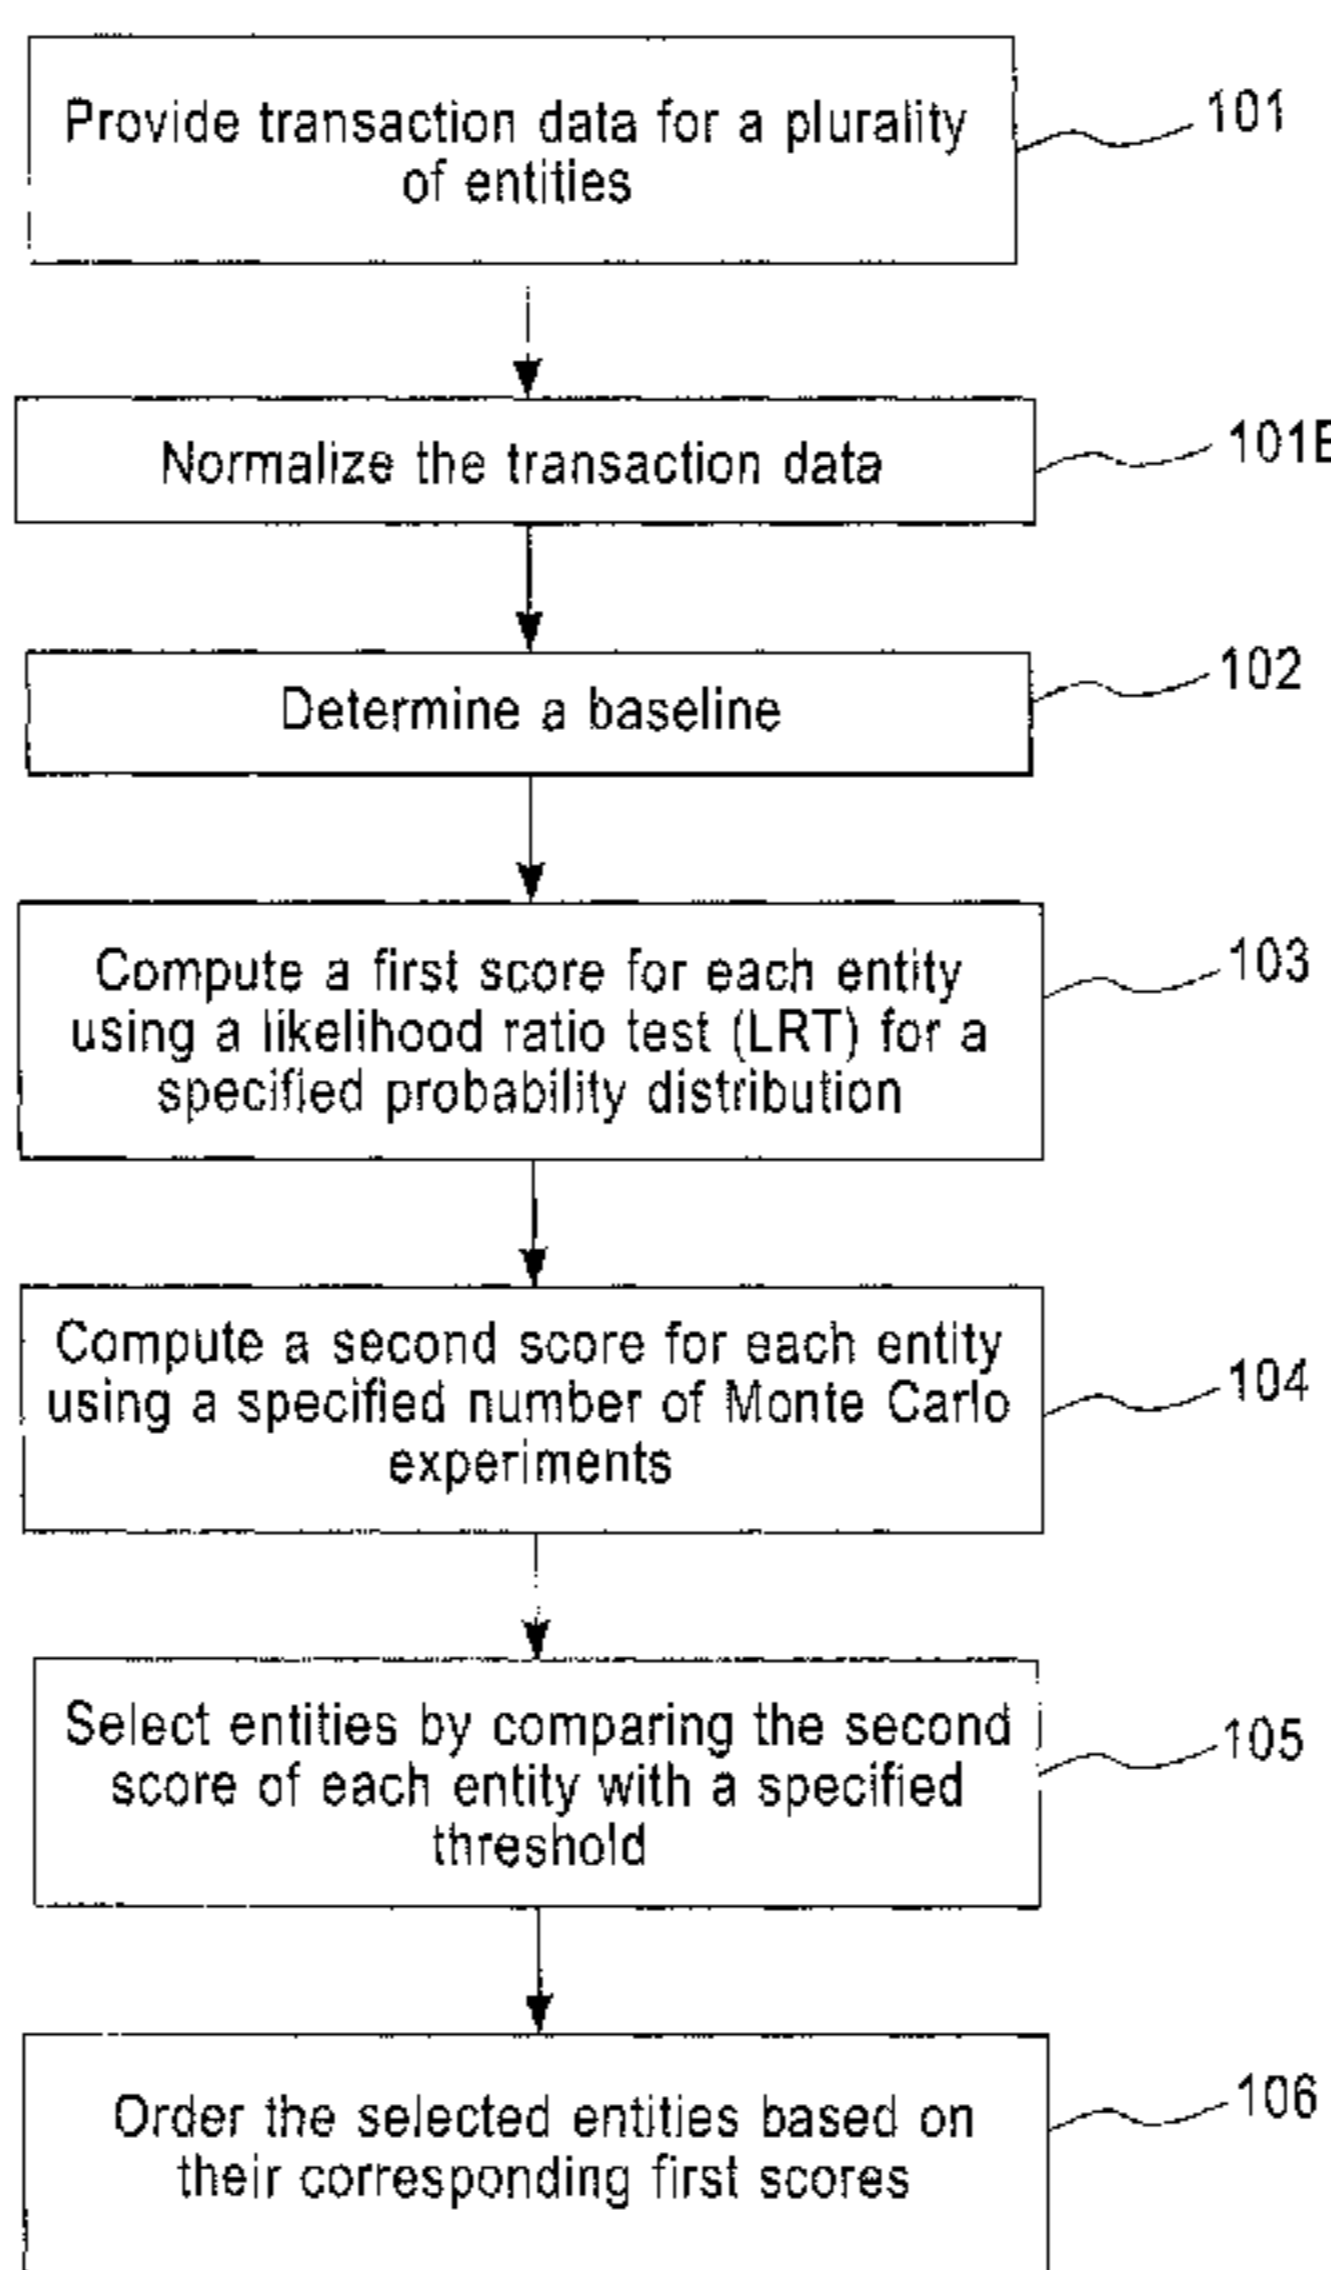 Provide transaction data for a plurality
of entities
101
Normalize the transaction data
101B
Determine a baseline
102
Compute a first score for each entity
using a likelihood ratio test (LRT) for a
specified probability distribution
103
Compute a second score for each entity
using a specified number of Monte Carlo
experiments
104
Select entities by comparing the second
score of each entity with a specified
threshold
105
Order the selected entities based on
their corresponding first scores
106